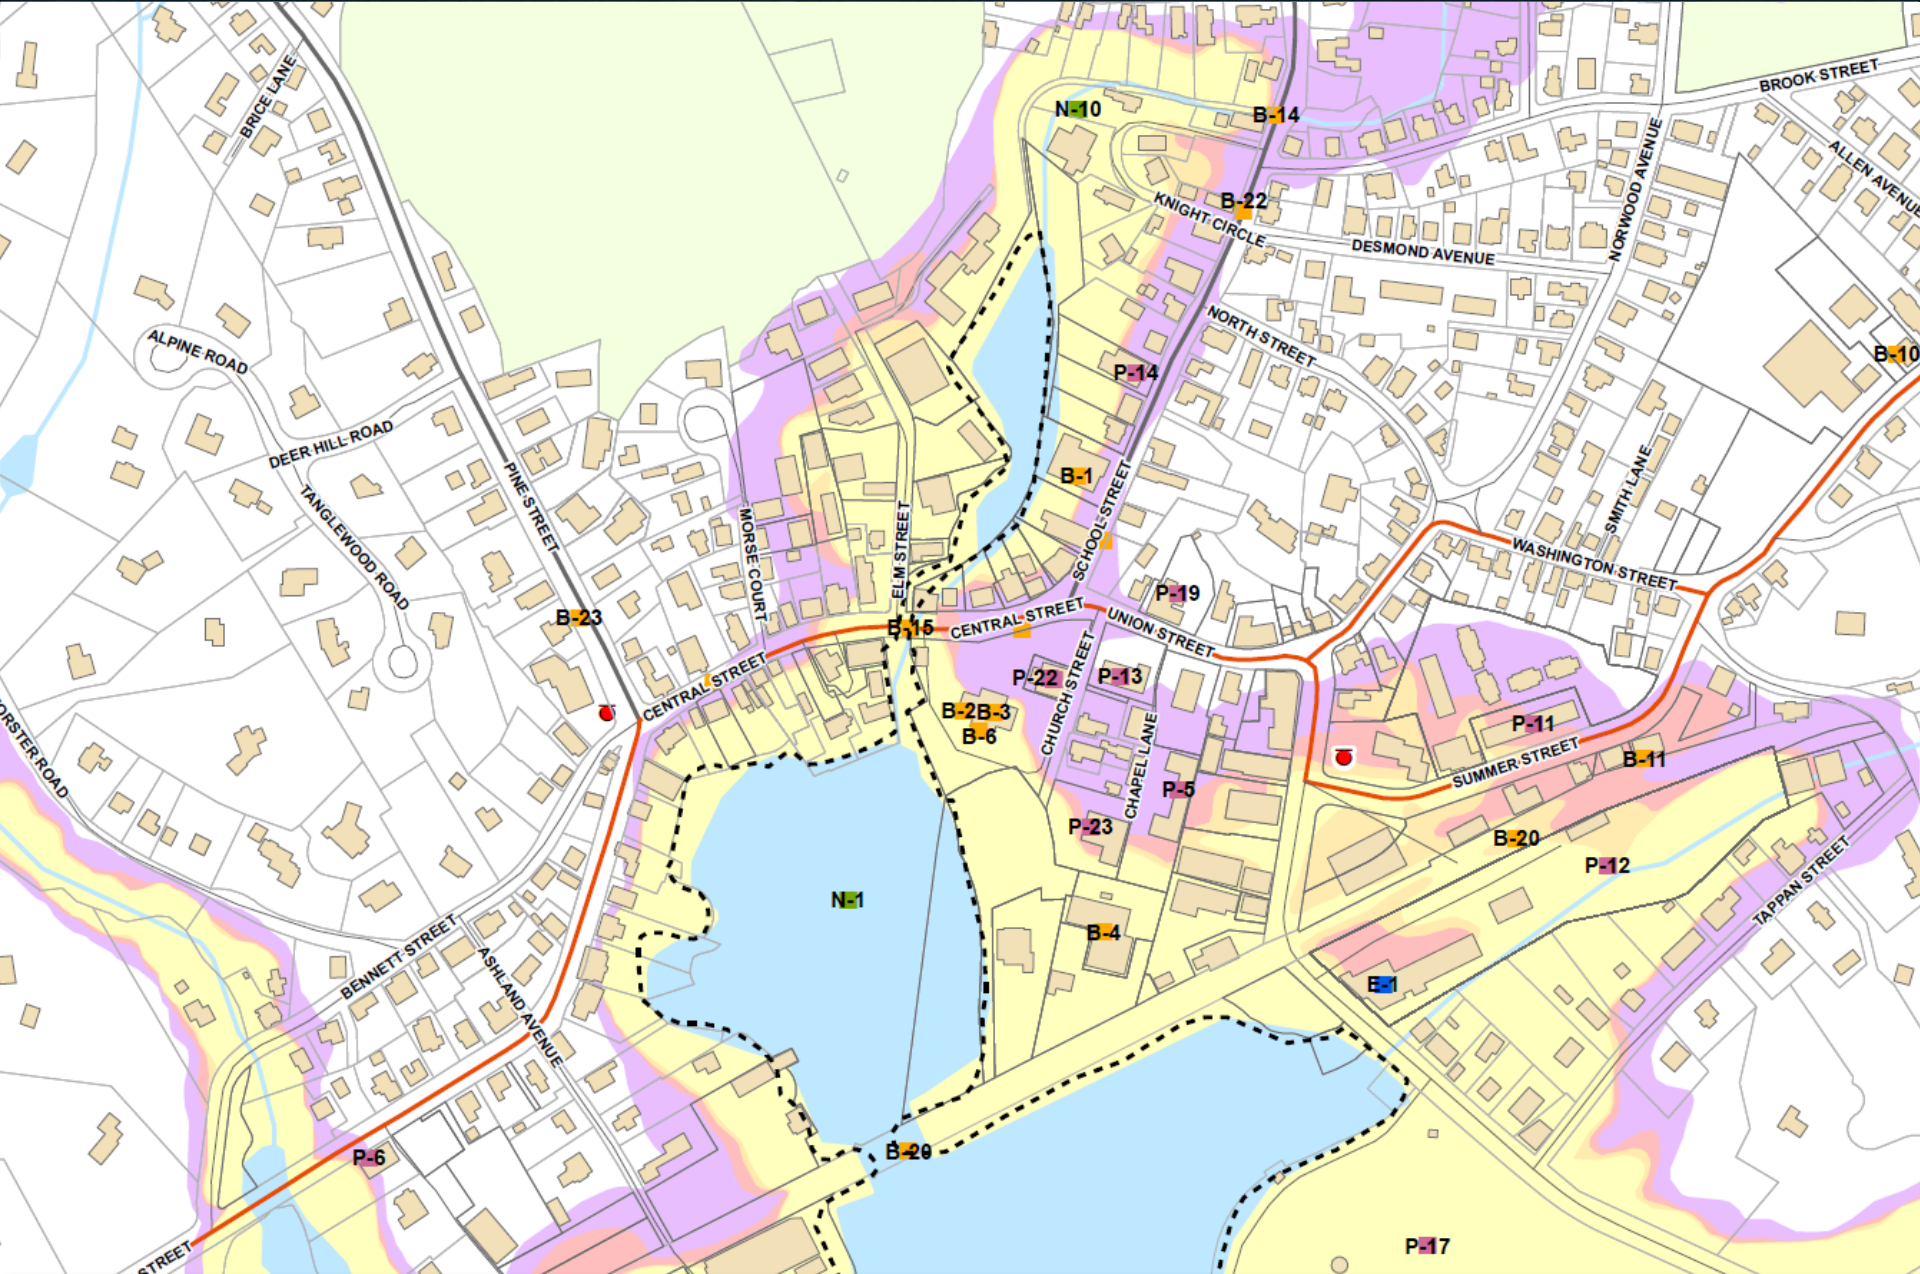 BROOK STREET
BRICE LANE
N-10
B-14
ALLEN AVENUE
NORWOOD AVENUE
B-22
KNIGHT CIRCLE
DESMOND AVENUE
ALPINE ROAD
NORTH STREET
B-10
P-14
DEER HILL ROAD
PINE STREET
B-1
SCHOOL STREET
SMITH LANE
TANGLEWOOD ROAD
MORSE COURT
ELM STREET
WASHINGTON STREET
P-19
B-23
B-15
CENTRAL STREET
UNION STREET
CENTRAL STREET
P-22
P-13
CHURCH STREET
B-2
B-3
B-6
P-11
CHAPEL LANE
SUMMER STREET
B-11
ORSTER ROAD
P-5
P-23
B-20
P-12
TAPPAN STREET
N-1
B-4
BENNETT STREET
ASHLAND AVENUE
E-1
B-20
P-6
P-17
STREET